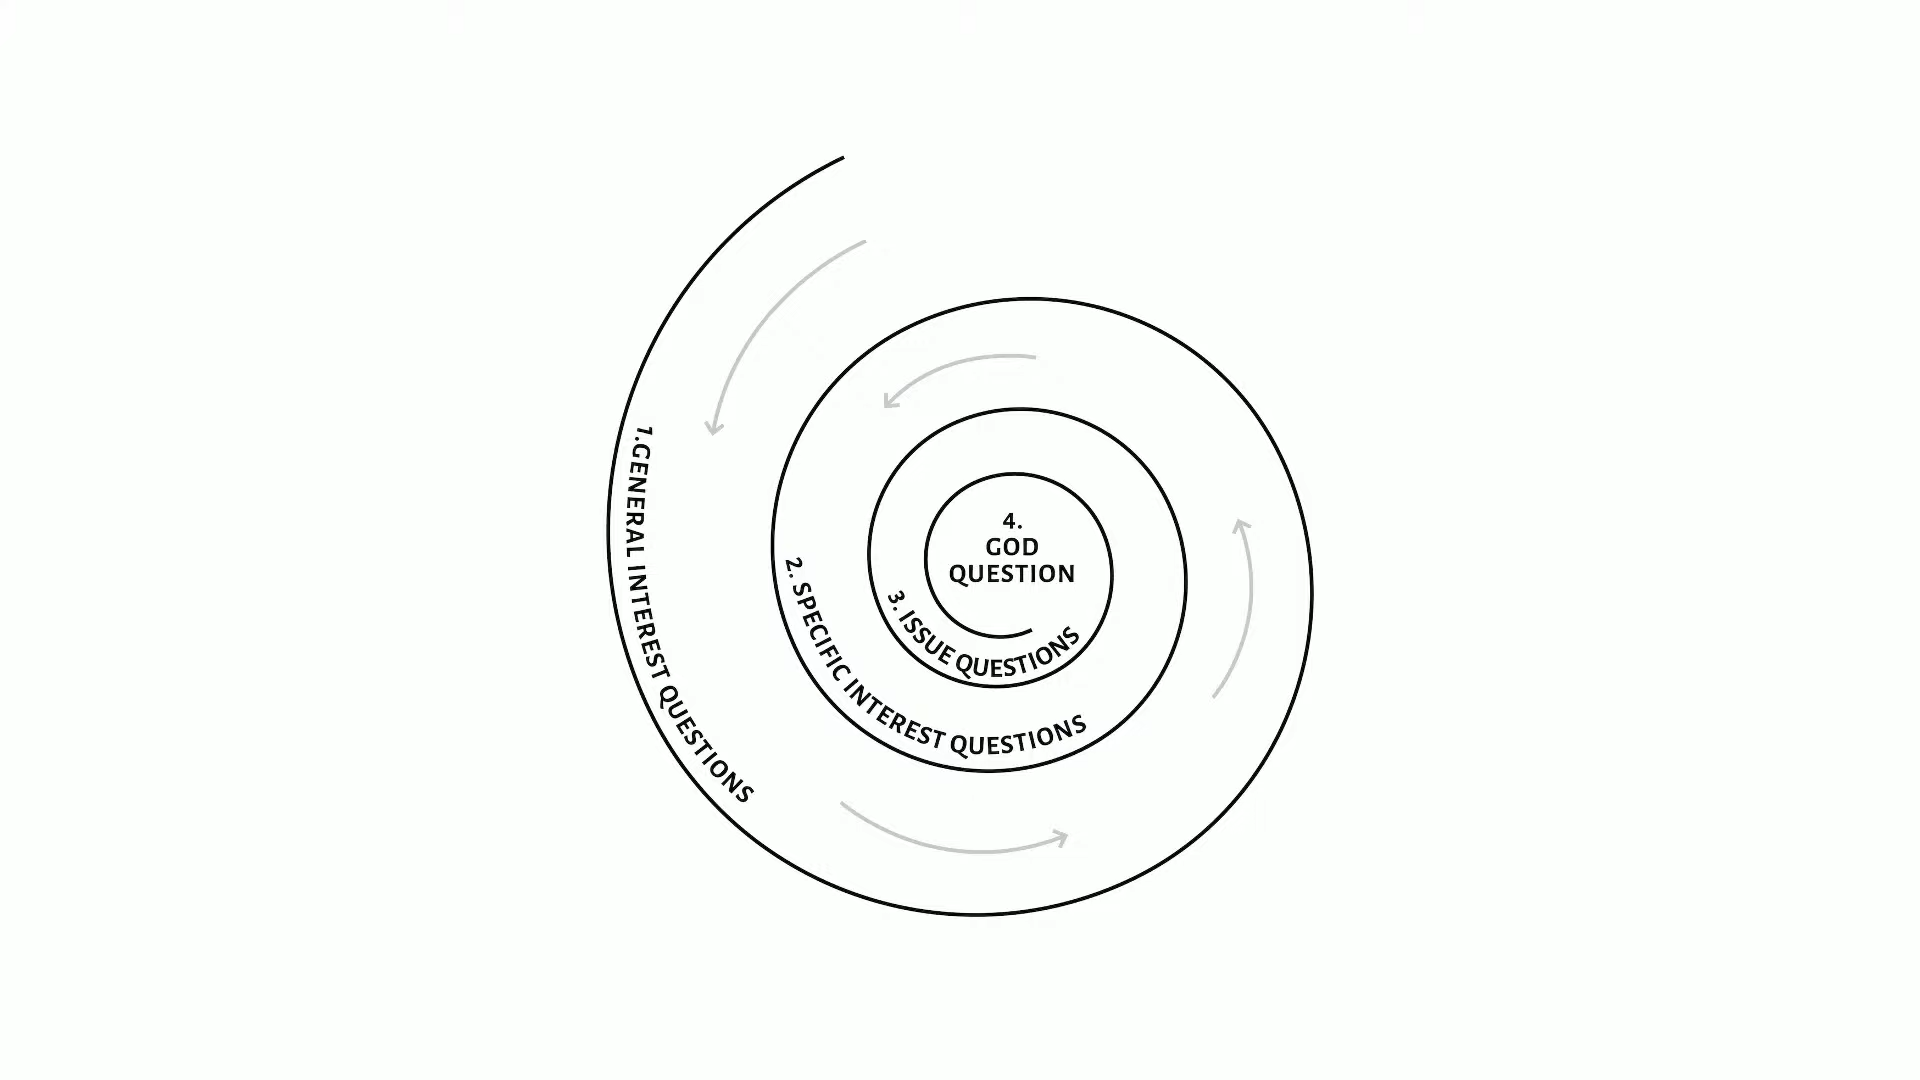 1.GENERAL INTEREST QUESTIONS
2. SPECIFIC INTEREST QUESTIONS
3. ISSUE QUESTIONS
4.
GOD
QUESTION